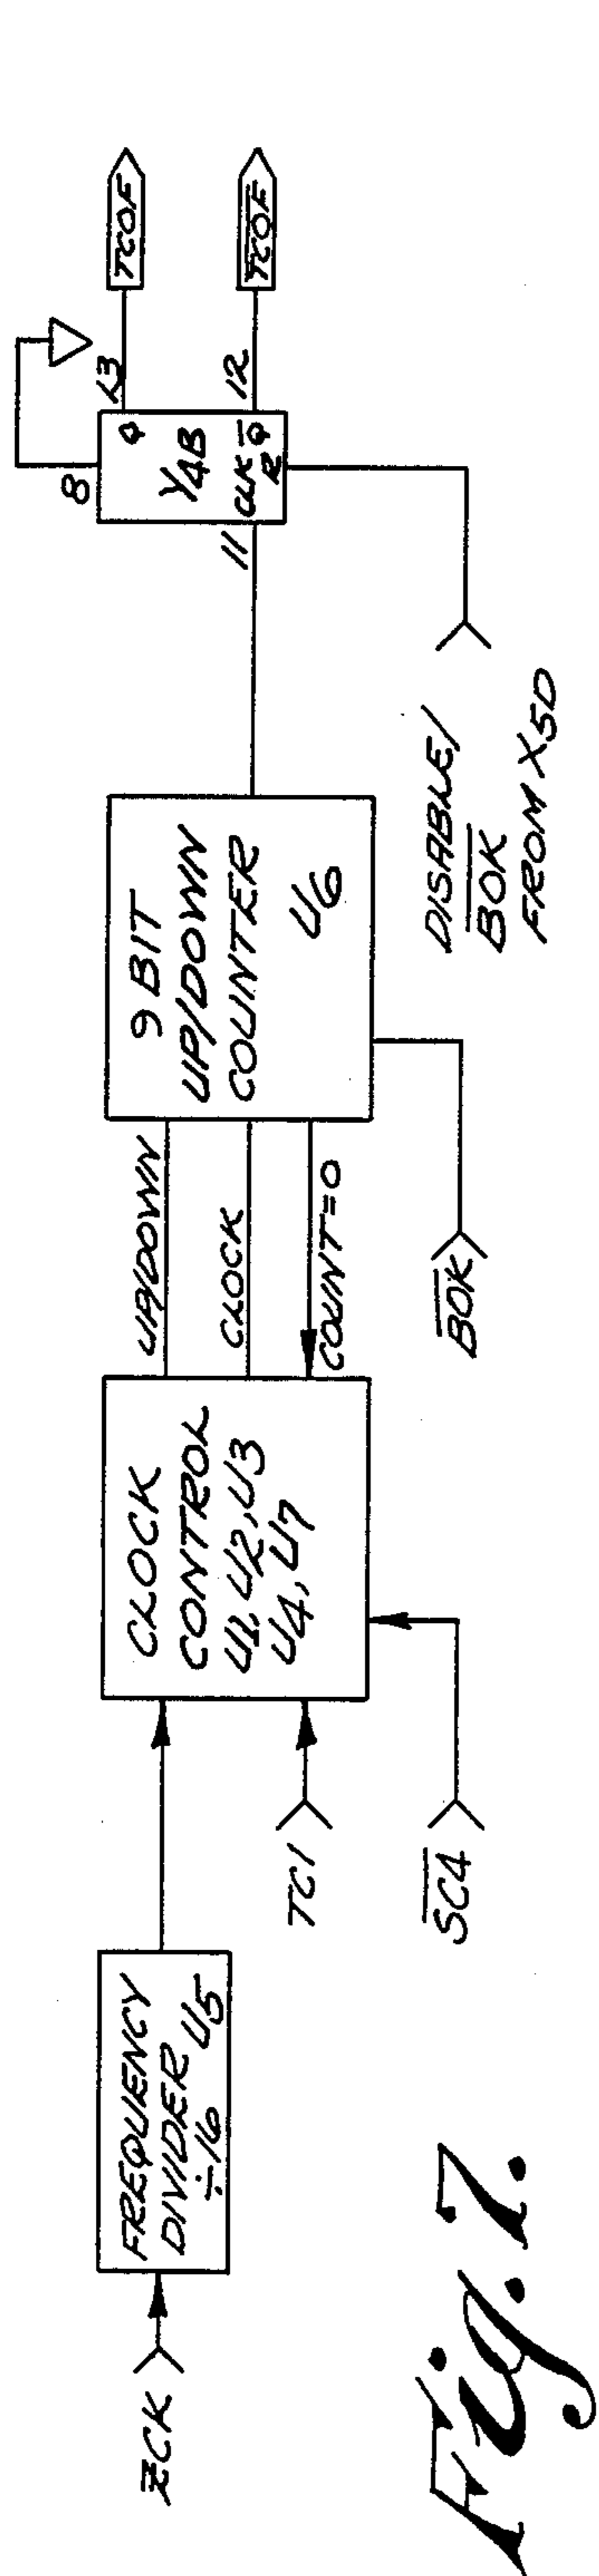 ZCK
FREQUENCY
DIVIDER
÷16 U5
TC1
SC4
CLOCK
CONTROL
U1, U2, U3
U4, U7
UP/DOWN
CLOCK
COUNT=0
BOK
9 BIT
UP/DOWN
COUNTER
U6
DISABLE/
BOK
FROM X5D
11
8
Q
Y4B
CLK Q
R
13
12
TCOF
TCOF
Fig. 7.